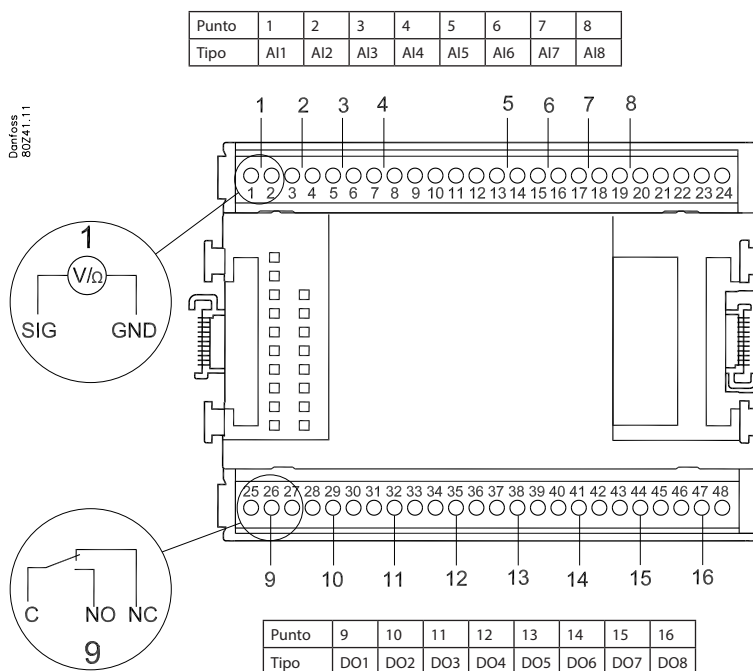 Punto 1 2 3 4 5 6 7 8
Tipo AI1 AI2 AI3 AI4 AI5 AI6 AI7 AI8
Danfoss
80Z41.11
1 2 3 4 5 6 7 8
1 2 3 4 5 6 7 8 9 10 11 12 13 14 15 16 17 18 19 20 21 22 23 24
1
V/Ω
SIG GND
25 26 27 28 29 30 31 32 33 34 35 36 37 38 39 40 41 42 43 44 45 46 47 48
9 10 11 12 13 14 15 16
C NO NC
9
Punto 9 10 11 12 13 14 15 16
Tipo DO1 DO2 DO3 DO4 DO5 DO6 DO7 DO8